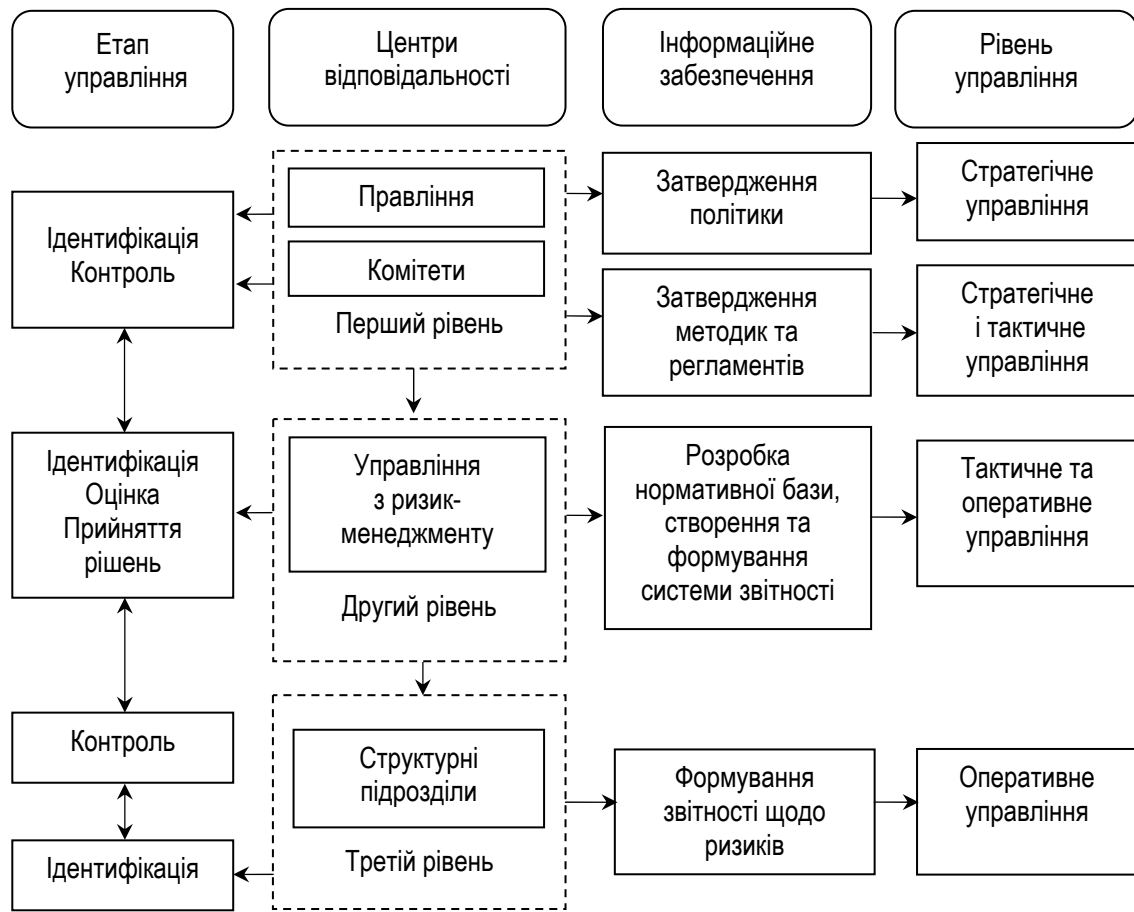 Етап
управління
Центри
відповідальності
Інформаційне
забезпечення
Рівень
управління
Ідентифікація
Контроль
Правління
Комітети
Перший рівень
Затвердження
політики
Стратегічне
управління
Затвердження
методик та
регламентів
Стратегічне
і тактичне
управління
Ідентифікація
Оцінка
Прийняття
рішень
Управління
з ризик-
менеджменту
Другий рівень
Розробка
нормативної бази,
створення та
формування
системи звітності
Тактичне та
оперативне
управління
Контроль
Ідентифікація
Структурні
підрозділи
Третій рівень
Формування
звітності щодо
ризиків
Оперативне
управління